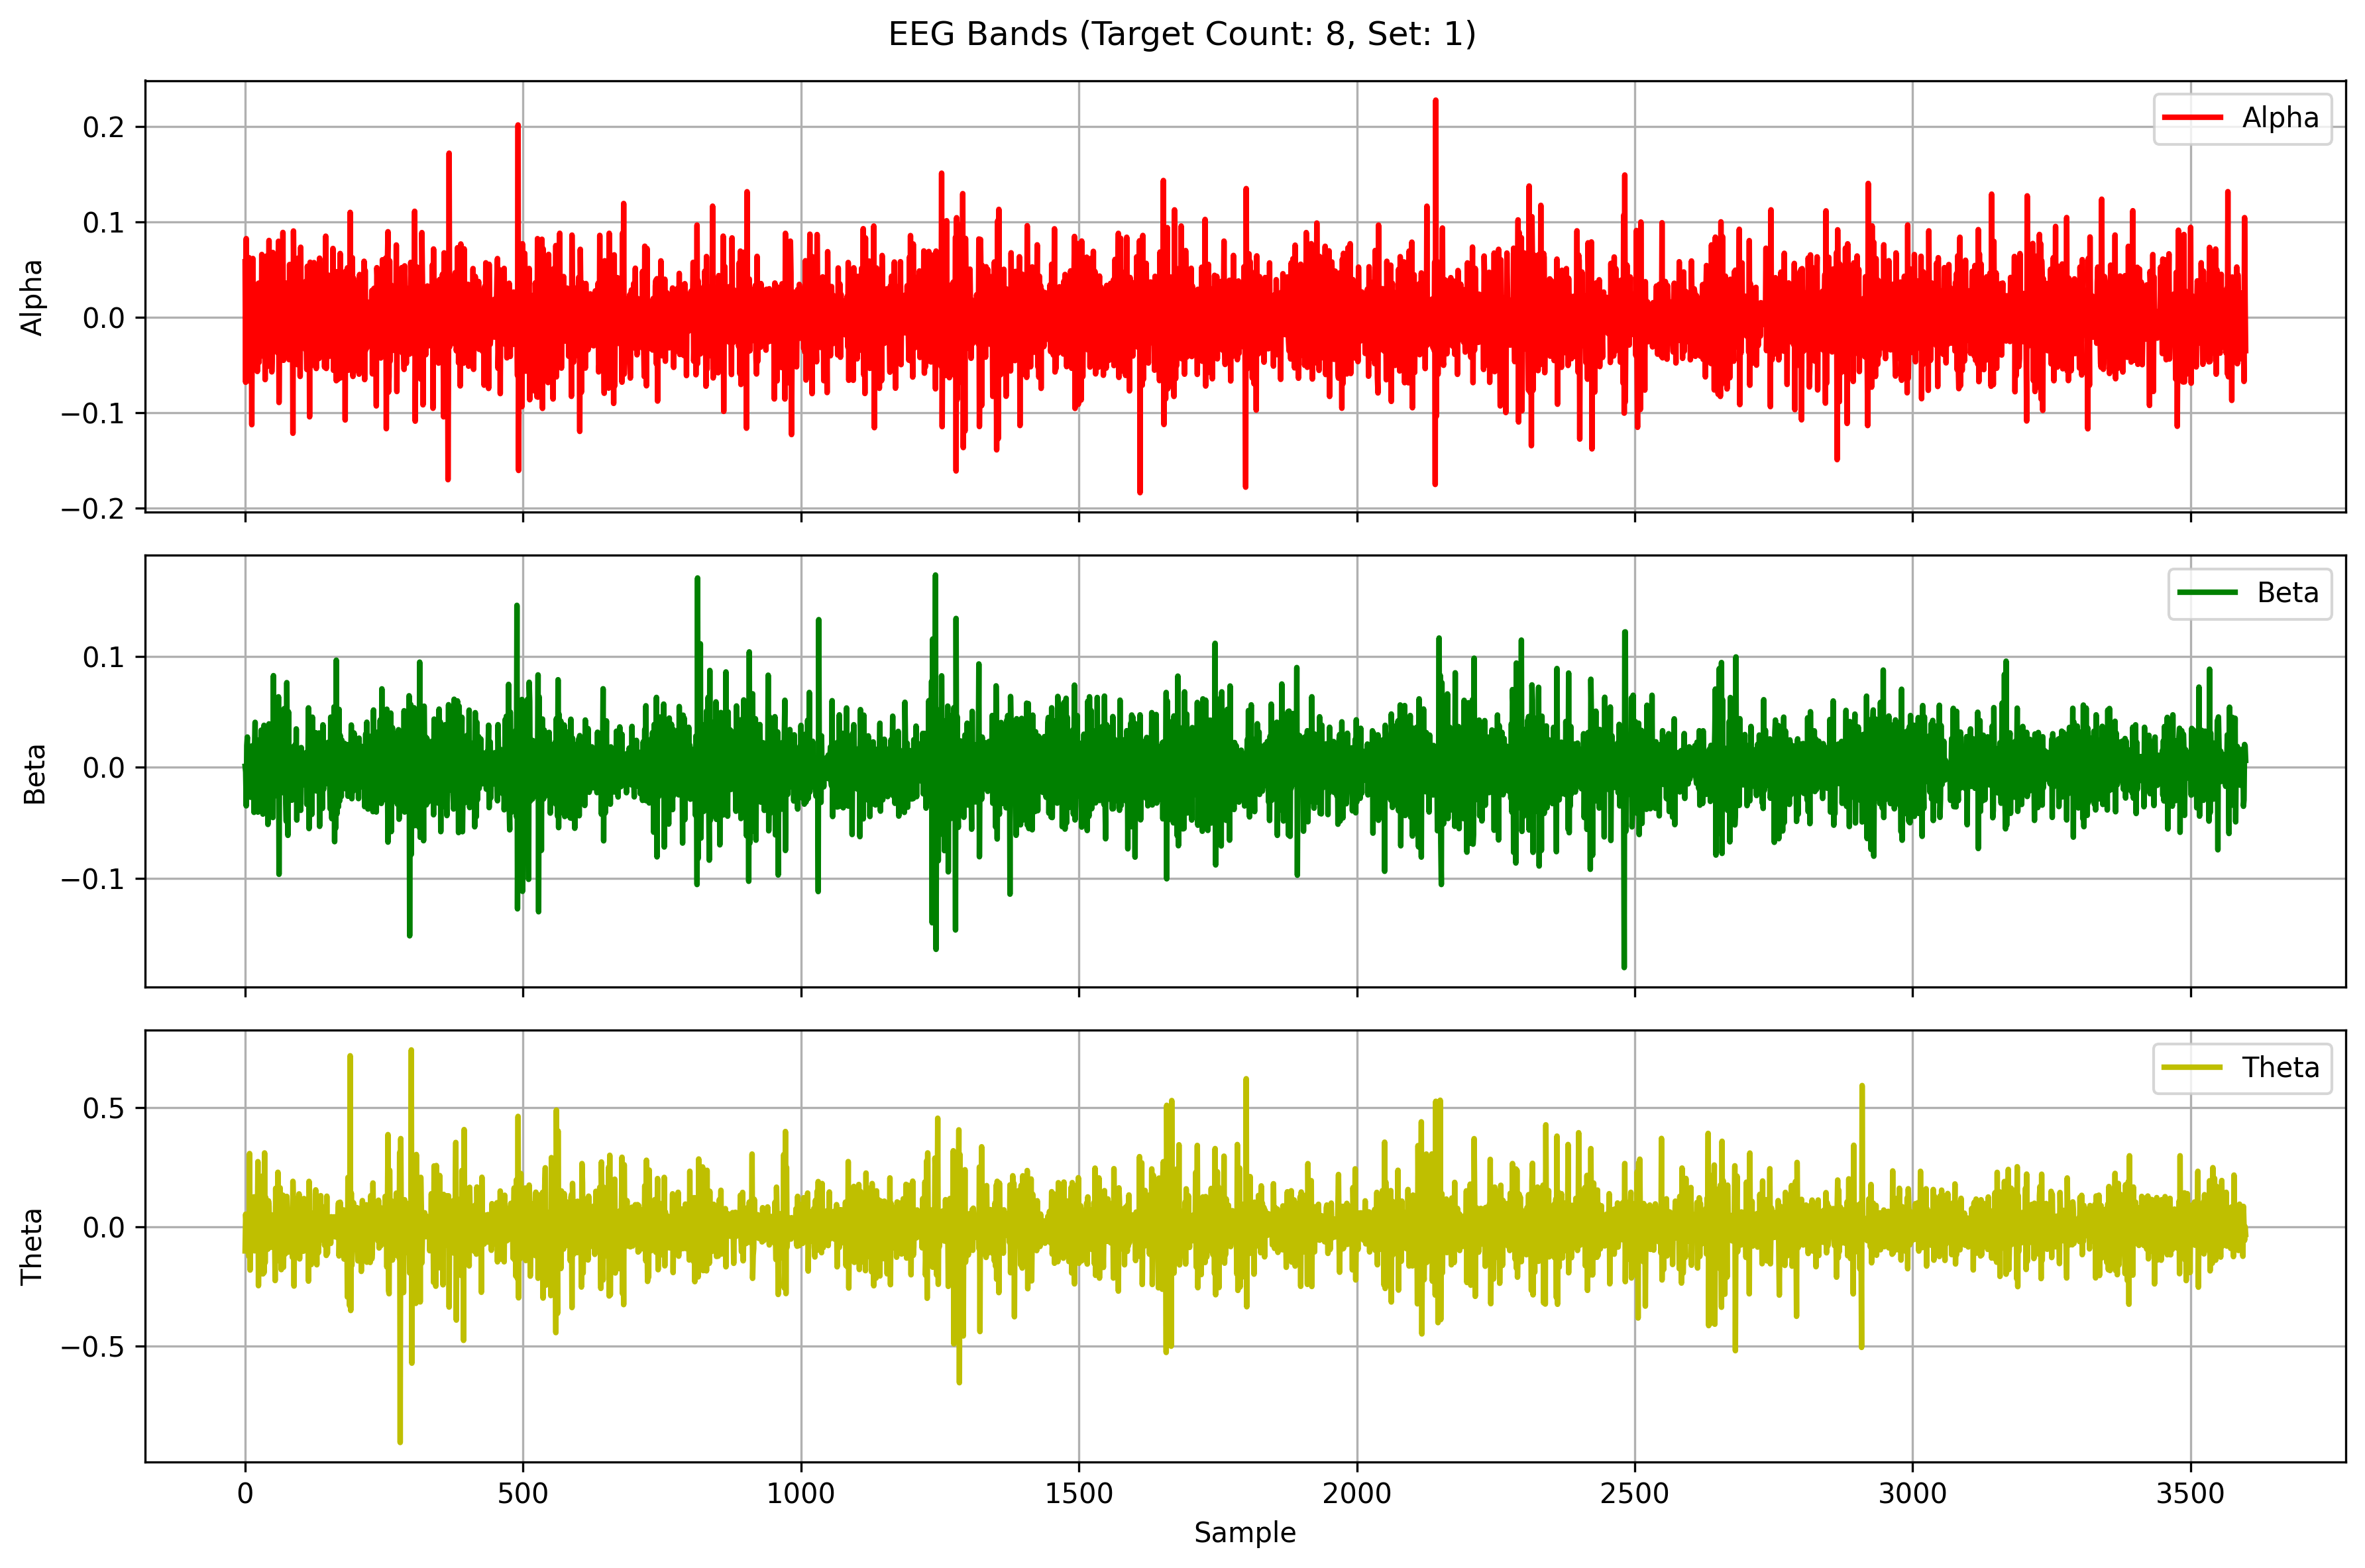 EEG Bands (Target Count: 8, Set: 1)
Alpha
0.2
0.1
0.0
−0.1
−0.2
Alpha
Beta
0.1
0.0
−0.1
Beta
Theta
0.5
0.0
−0.5
Theta
0 500 1000 1500 2000 2500 3000 3500
Sample